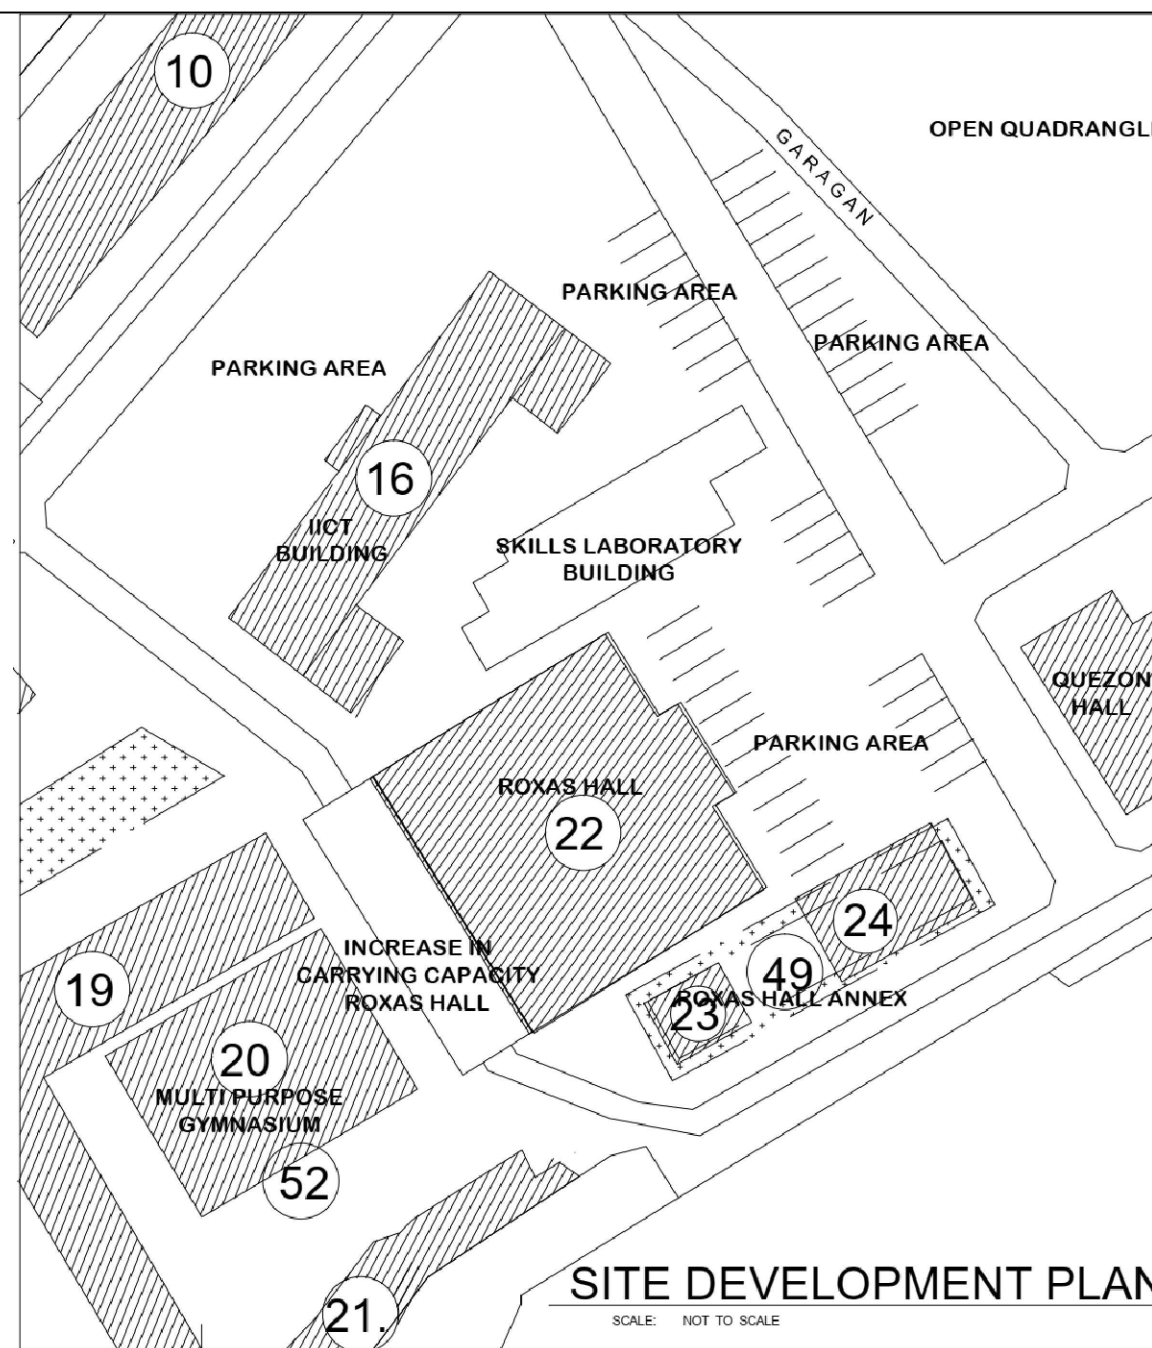 10
OPEN QUADRANGLE
GARAGAN
PARKING AREA
PARKING AREA
PARKING AREA
16
IICT
BUILDING
SKILLS LABORATORY
BUILDING
QUEZON
HALL
PARKING AREA
ROXAS HALL
22
24
INCREASE IN
CARRYING CAPACITY
ROXAS HALL
19
49
ROXAS HALL ANNEX
23
20
MULTI PURPOSE
GYMNASIUM
52
21.
SITE DEVELOPMENT PLAN
SCALE: NOT TO SCALE